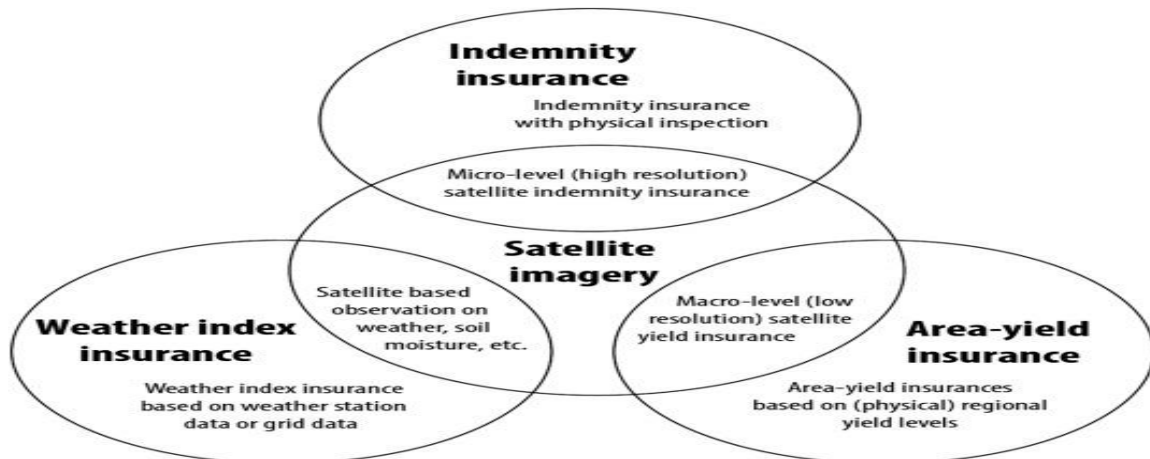 Indemnity
insurance
Indemnity insurance
with physical inspection
Micro-level (high resolution)
satellite indemnity insurance
Satellite
imagery
Satellite based
observation on
weather, soil
moisture, etc.
Macro-level (low
resolution) satellite
yield insurance
Weather index
insurance
Weather index insurance
based on weather station
data or grid data
Area-yield
insurance
Area-yield insurances
based on (physical) regional
yield levels